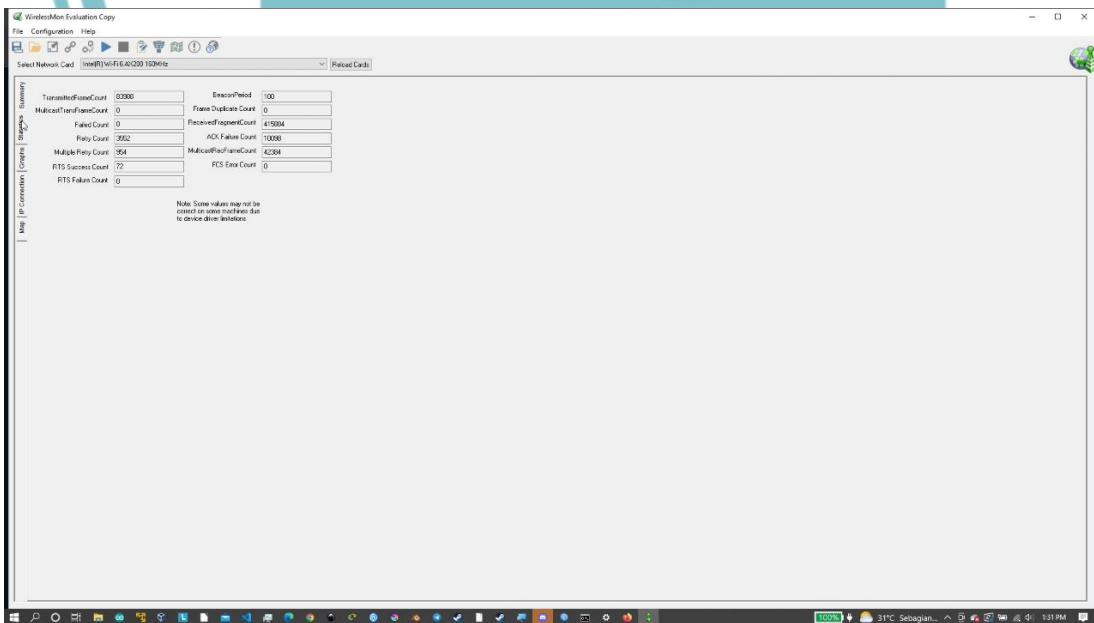 WirelessMon Evaluation Copy
File Configuration Help
Select Network Card Intel(R) Wi-Fi 6 AX200 160MHz Reload Cards
Summary
Statistics
Graphs
IP Connection
Map
TransmittedFrameCount 83980
MulticastTransFrameCount 0
Failed Count 0
Retry Count 3552
Multiple Retry Count 954
RTS Success Count 72
RTS Failure Count 0
BeaconPeriod 100
Frame Duplicate Count 0
ReceivedFragmentCount 415884
ACK Failure Count 10098
MulticastRecFrameCount 42384
FCS Error Count 0
Note: Some values may not be
correct on some machines due
to device driver limitations
100% 31°C Sebagian... 1:31 PM